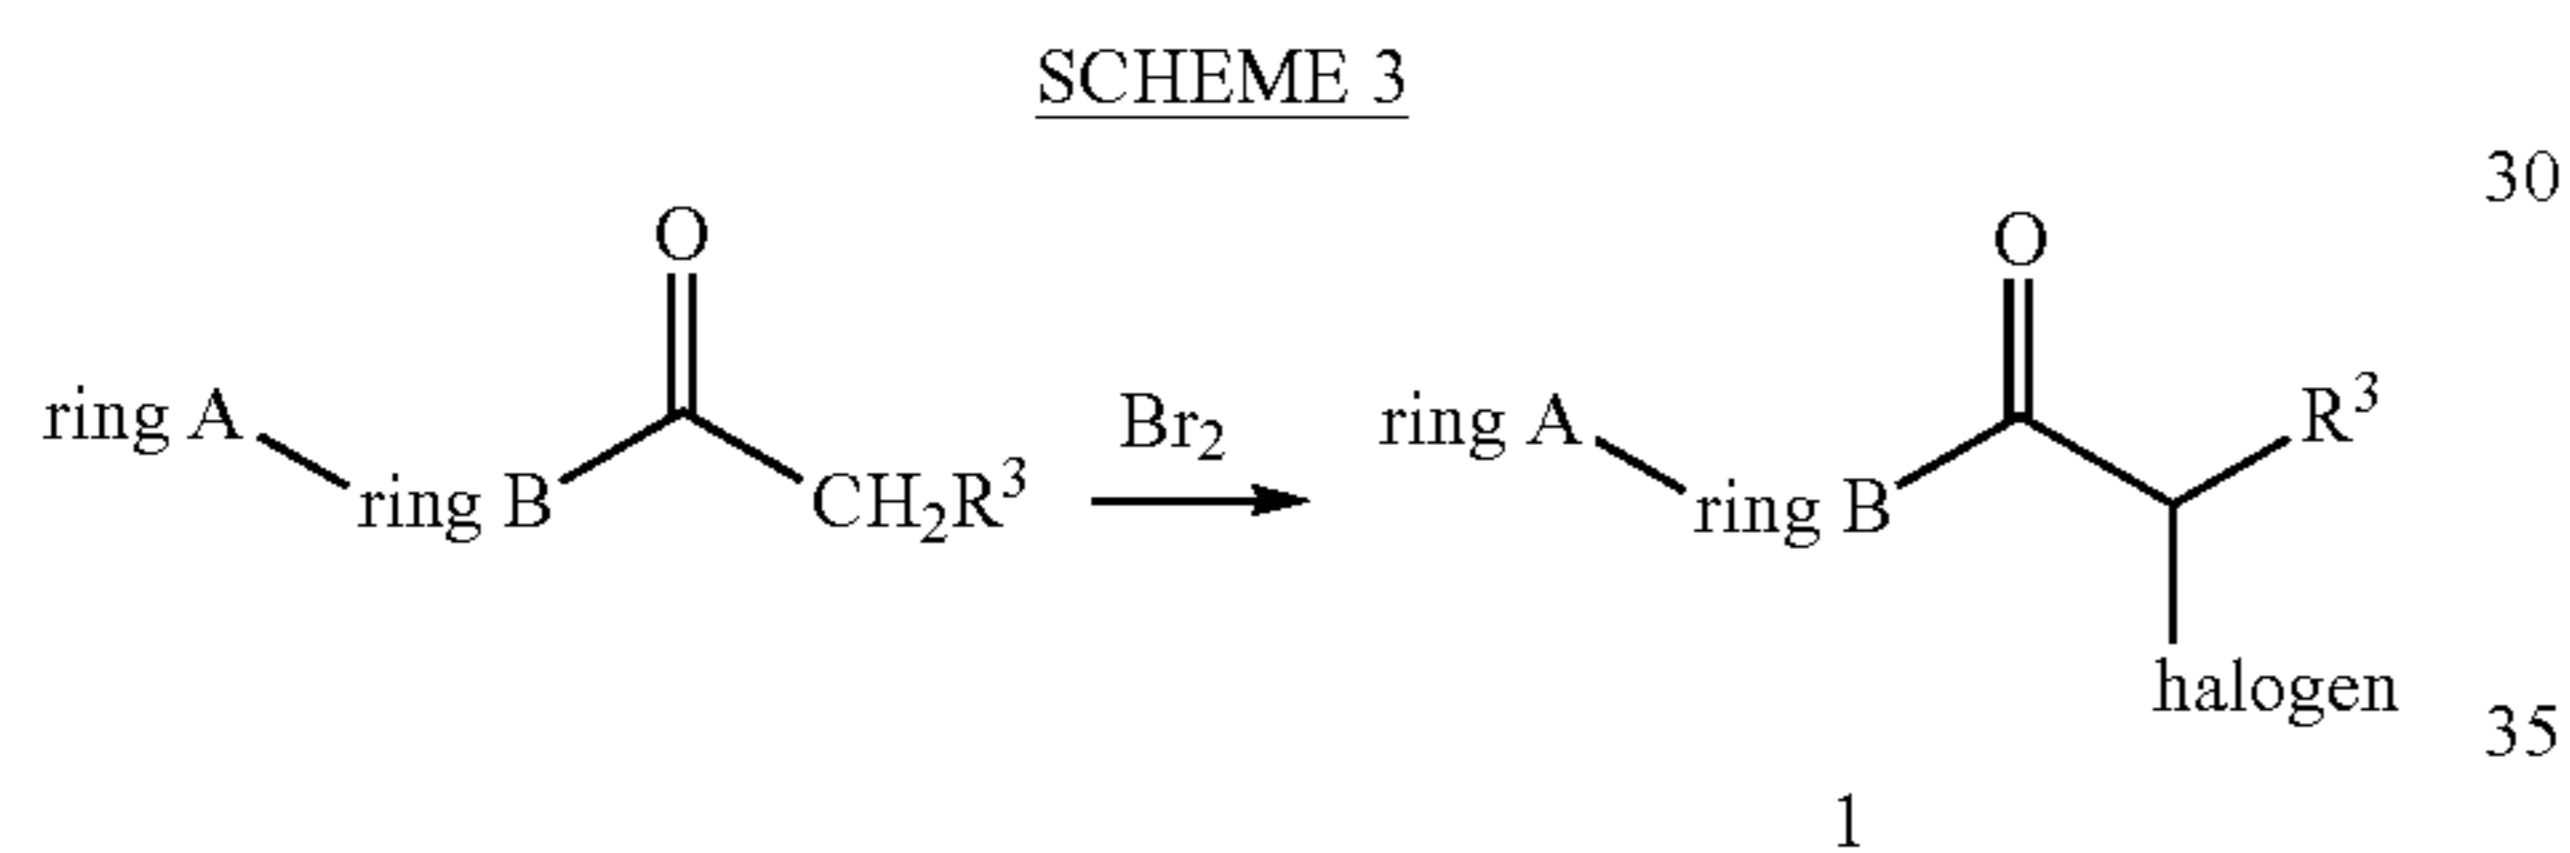 SCHEME 3
30
O O
ring A ring B CH₂R³ Br₂ ring A ring B R³
halogen
35
1